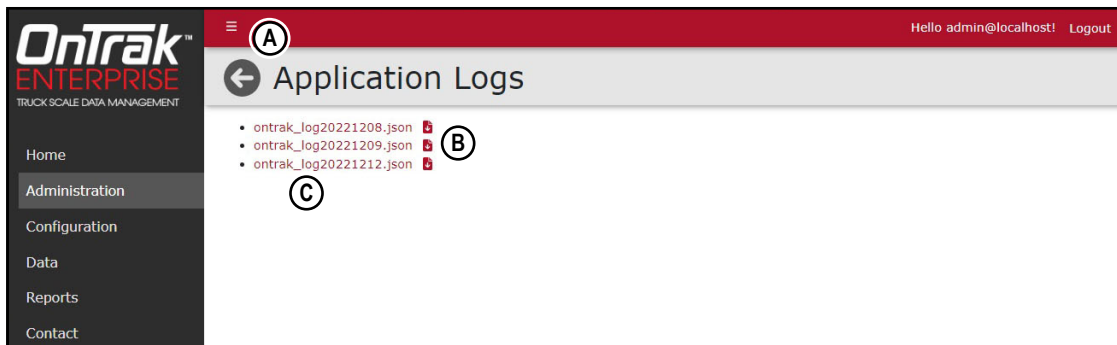 OnTrak™
ENTERPRISE
TRUCK SCALE DATA MANAGEMENT
Home
Administration
Configuration
Data
Reports
Contact
A
Hello admin@localhost! Logout
Application Logs
ontrak_log20221208.json
ontrak_log20221209.json
B
ontrak_log20221212.json
C